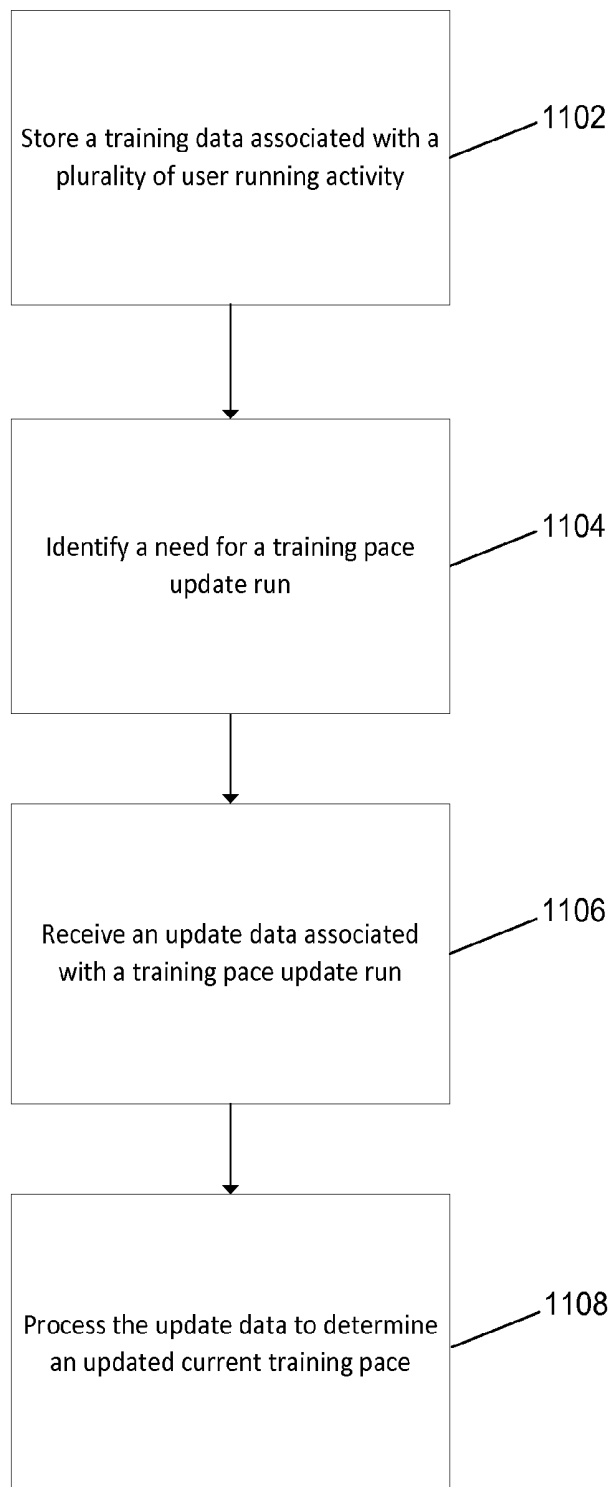 Store a training data associated with a
plurality of user running activity
1102
Identify a need for a training pace
update run
1104
Receive an update data associated
with a training pace update run
1106
Process the update data to determine
an updated current training pace
1108